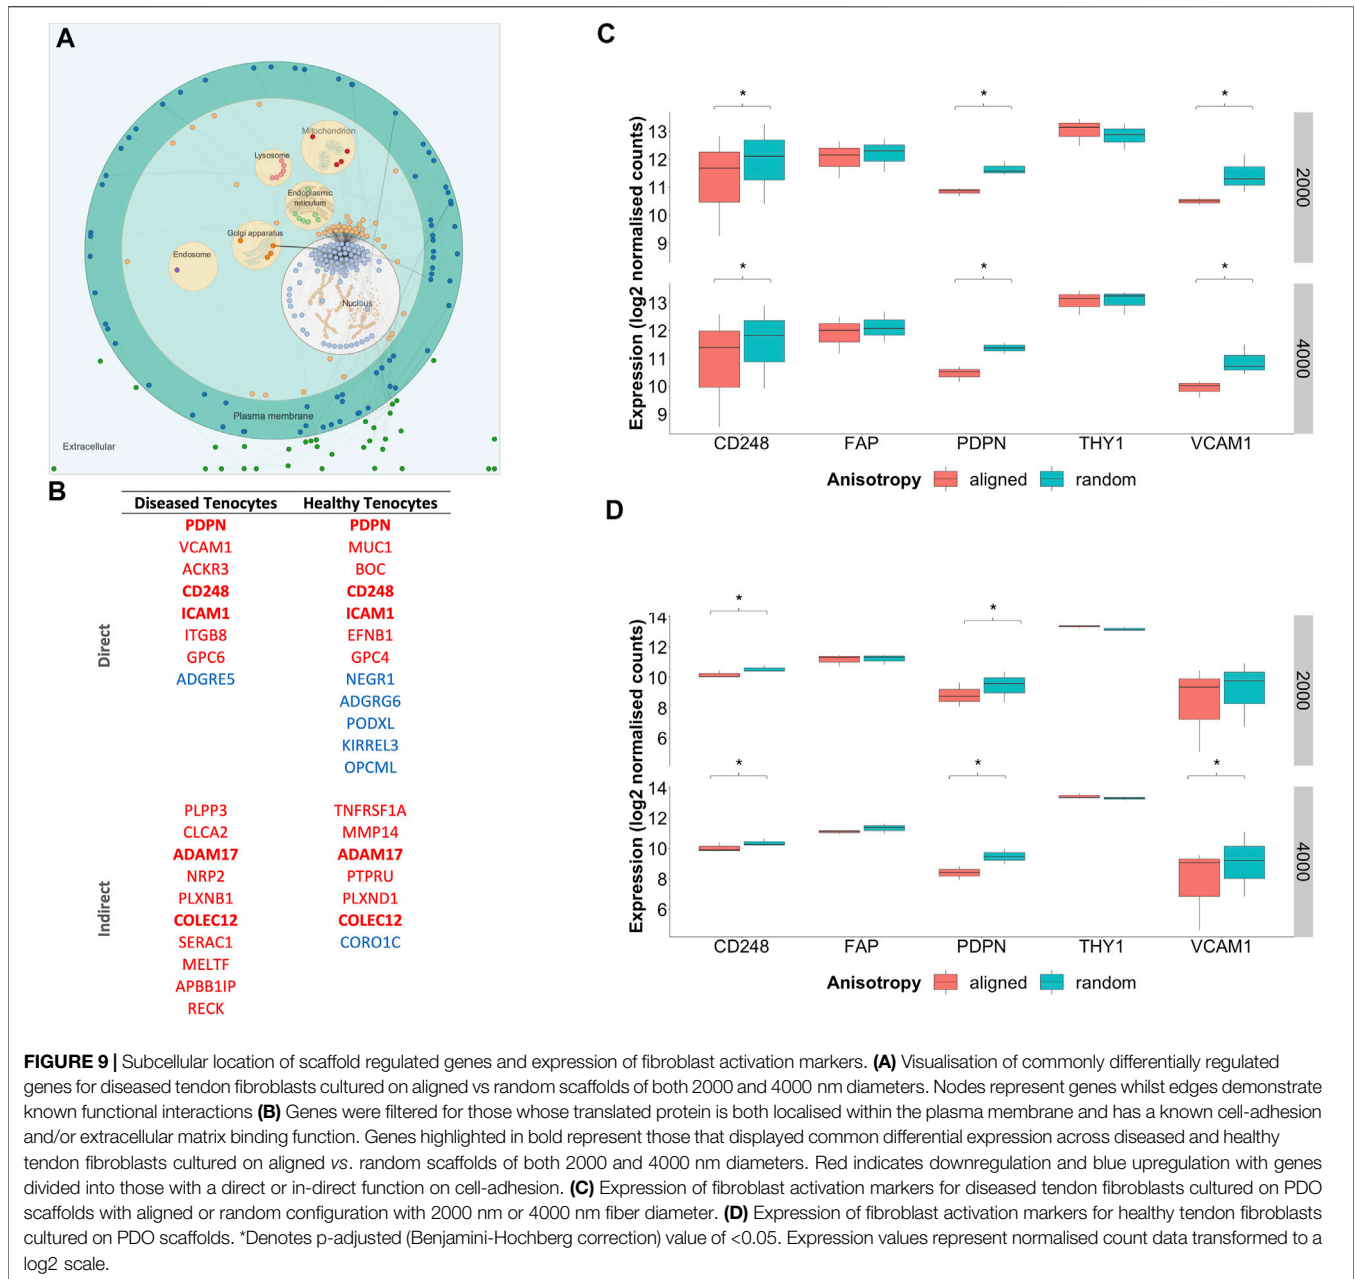 A
Mitochondrion
Lysosome
Endoplasmic
reticulum
Golgi apparatus
Endosome
Nucleus
Plasma membrane
Extracellular
B
Diseased Tenocytes Healthy Tenocytes
Direct
PDPN PDPN
VCAM1 MUC1
ACKR3 BOC
CD248 CD248
ICAM1 ICAM1
ITGB8 EFNB1
GPC6 GPC4
ADGRE5 NEGR1
ADGRG6
PODXL
KIRREL3
OPCML
Indirect
PLPP3 TNFRSF1A
CLCA2 MMP14
ADAM17 ADAM17
NRP2 PTPRU
PLXNB1 PLXND1
COLEC12 COLEC12
SERAC1 CORO1C
MELTF
APBB1IP
RECK
C
Expression (log2 normalised counts)
* * *
13
12
11
10
9
2000
* * *
13
12
11
10
9
4000
CD248 FAP PDPN THY1 VCAM1
Anisotropy aligned random
D
Expression (log2 normalised counts)
* *
14
12
10
8
6
2000
* * *
14
12
10
8
6
4000
CD248 FAP PDPN THY1 VCAM1
Anisotropy aligned random
FIGURE 9 | Subcellular location of scaffold regulated genes and expression of fibroblast activation markers. (A) Visualisation of commonly differentially regulated
genes for diseased tendon fibroblasts cultured on aligned vs random scaffolds of both 2000 and 4000 nm diameters. Nodes represent genes whilst edges demonstrate
known functional interactions (B) Genes were filtered for those whose translated protein is both localised within the plasma membrane and has a known cell-adhesion
and/or extracellular matrix binding function. Genes highlighted in bold represent those that displayed common differential expression across diseased and healthy
tendon fibroblasts cultured on aligned vs. random scaffolds of both 2000 and 4000 nm diameters. Red indicates downregulation and blue upregulation with genes
divided into those with a direct or in-direct function on cell-adhesion. (C) Expression of fibroblast activation markers for diseased tendon fibroblasts cultured on PDO
scaffolds with aligned or random configuration with 2000 nm or 4000 nm fiber diameter. (D) Expression of fibroblast activation markers for healthy tendon fibroblasts
cultured on PDO scaffolds. *Denotes p-adjusted (Benjamini-Hochberg correction) value of <0.05. Expression values represent normalised count data transformed to a
log2 scale.